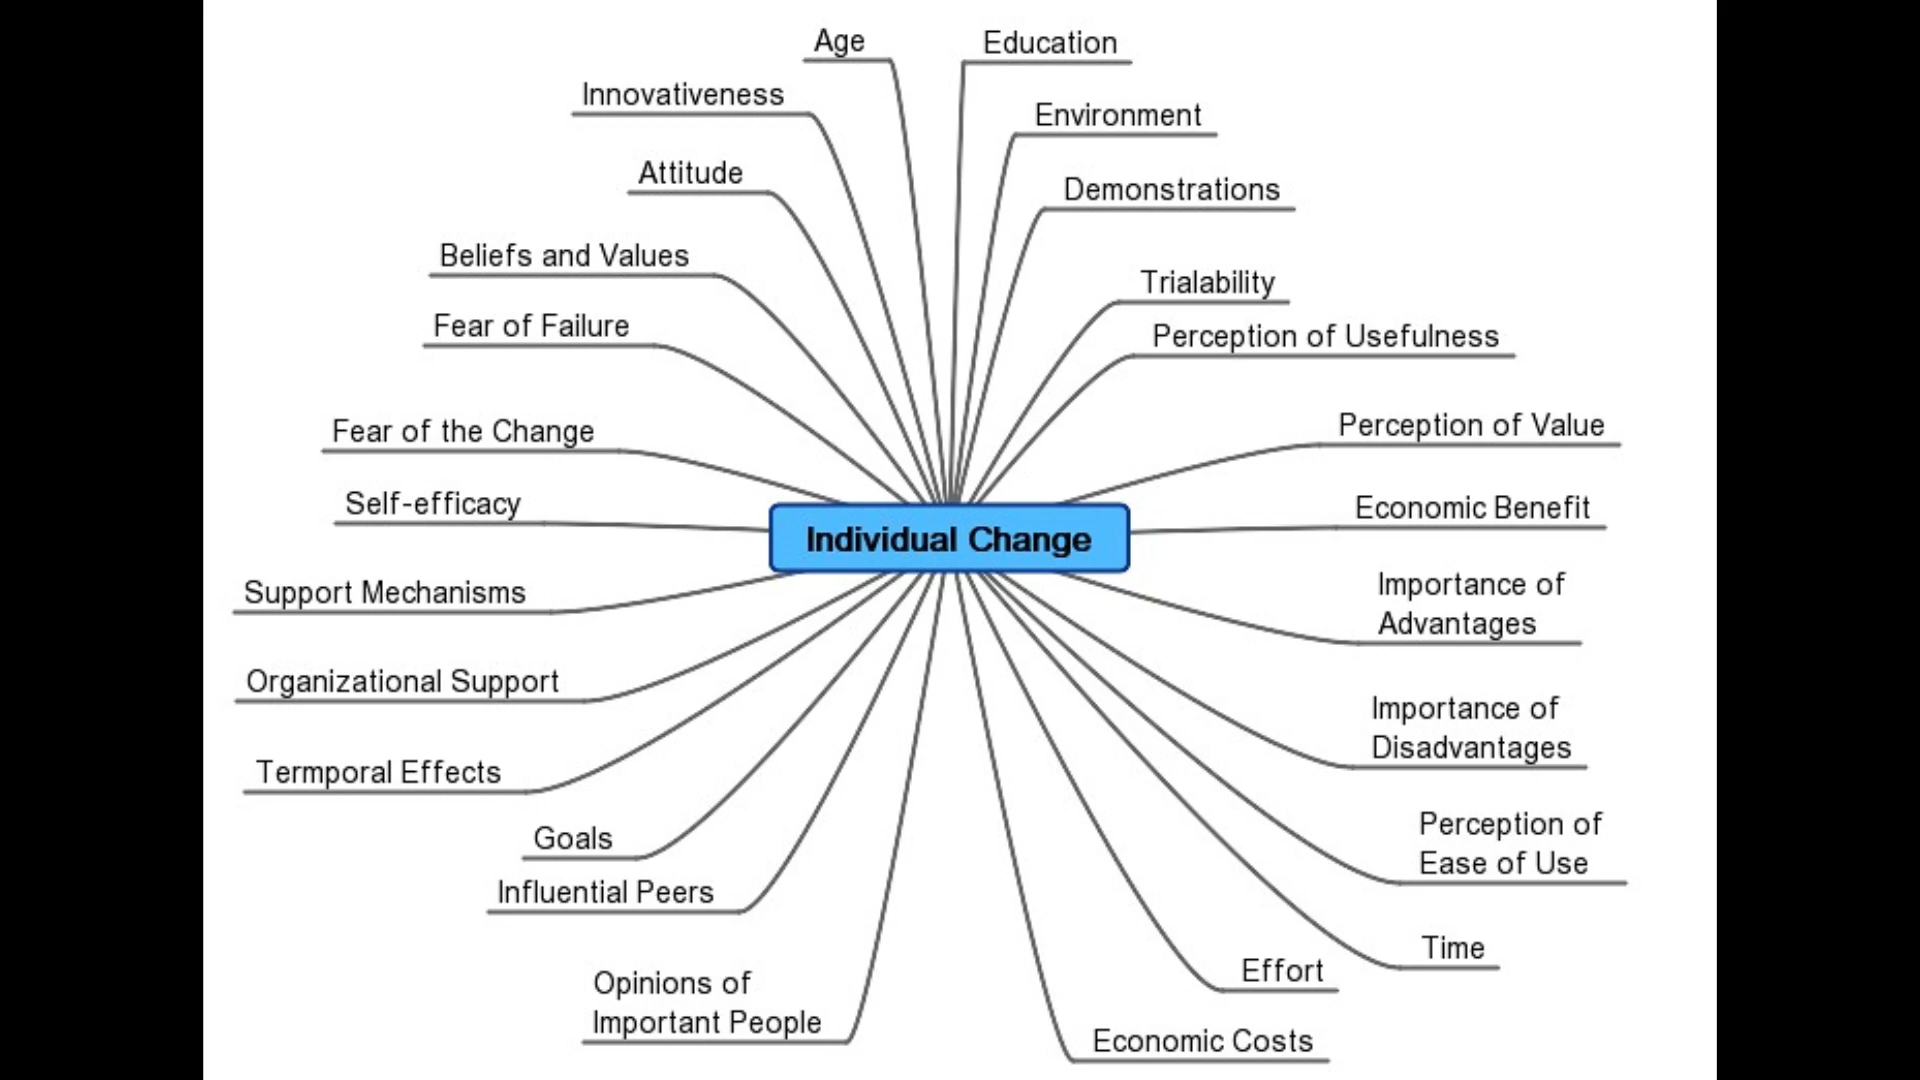 Age
Education
Innovativeness
Environment
Attitude
Demonstrations
Beliefs and Values
Trialability
Fear of Failure
Perception of Usefulness
Fear of the Change
Perception of Value
Self-efficacy
Economic Benefit
Individual Change
Support Mechanisms
Importance of
Advantages
Organizational Support
Importance of
Disadvantages
Termporal Effects
Goals
Perception of
Ease of Use
Influential Peers
Time
Effort
Opinions of
Important People
Economic Costs